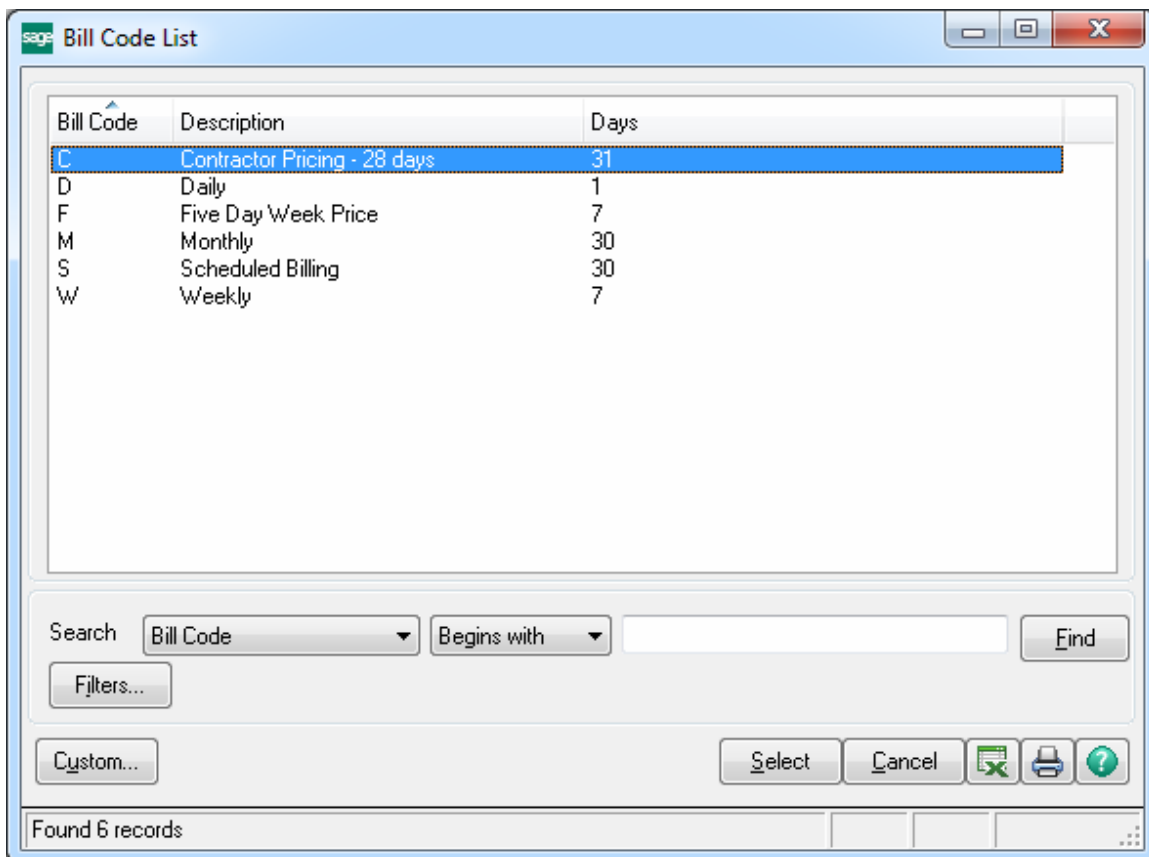 sage Bill Code List
Bill Code Description Days
C Contractor Pricing - 28 days 31
D Daily 1
F Five Day Week Price 7
M Monthly 30
S Scheduled Billing 30
W Weekly 7
Search Bill Code Begins with Find
Filters...
Custom... Select Cancel ?
Found 6 records